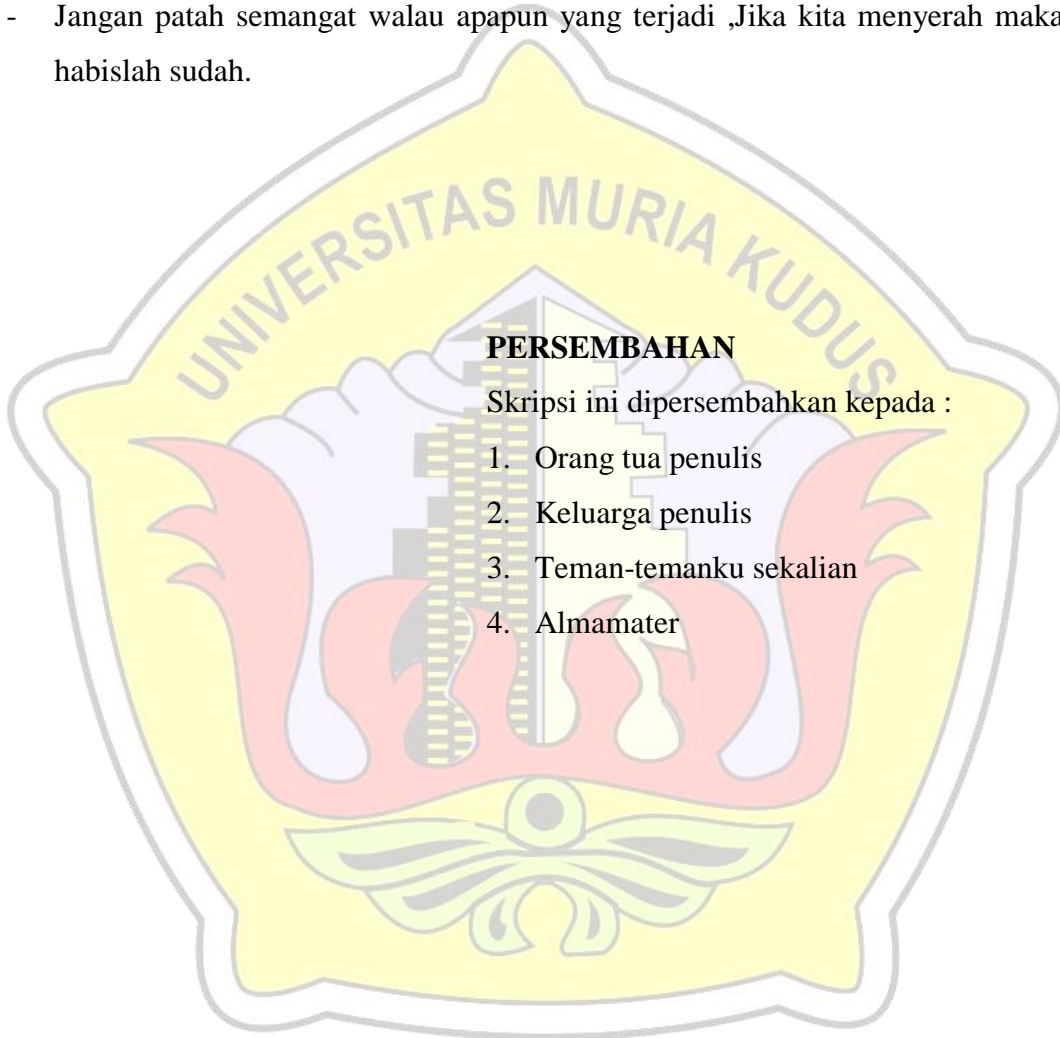 - Jangan patah semangat walau apapun yang terjadi ,Jika kita menyerah maka
habislah sudah.
UNIVERSITAS MURIA KUDUS
PERSEMBAHAN
Skripsi ini dipersembahkan kepada :
1. Orang tua penulis
2. Keluarga penulis
3. Teman-temanku sekalian
4. Almamater